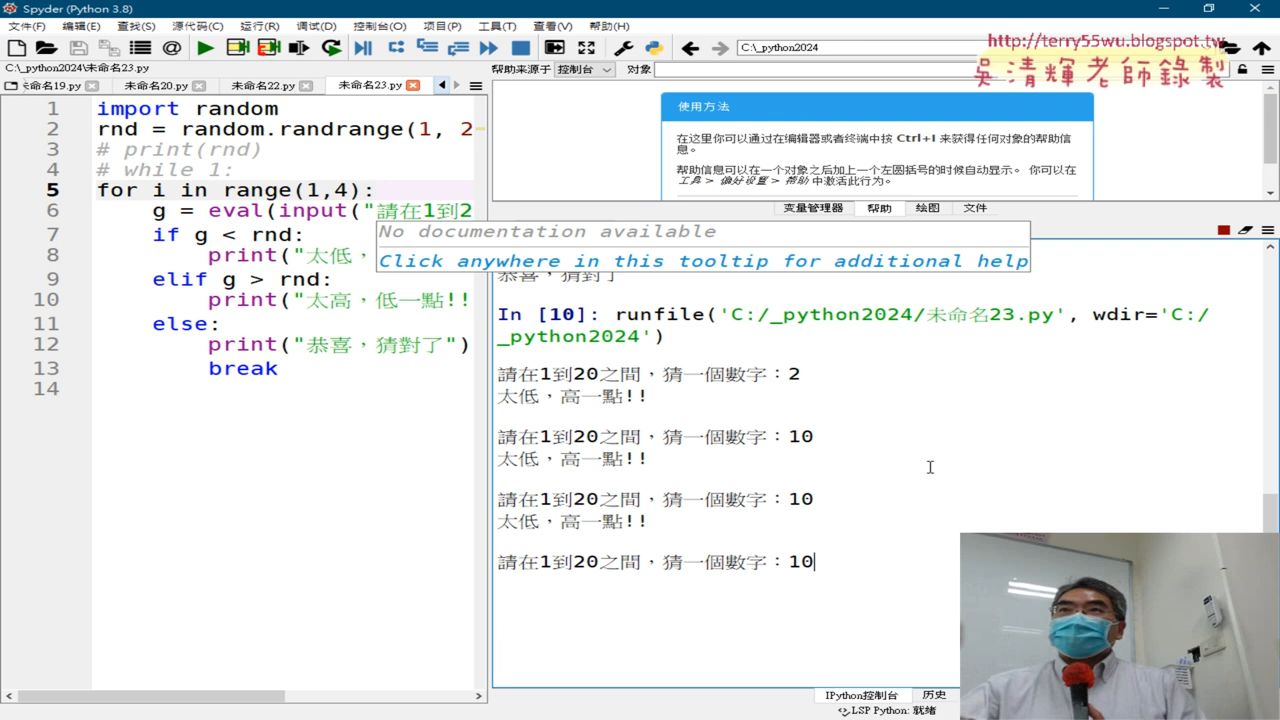 Spyder (Python 3.8)
文件(F) 编辑(E) 查找(S) 源代码(C) 运行(R) 调试(D) 控制台(O) 项目(P) 工具(T) 查看(V) 帮助(H)
C:\_python2024
http://terry55wu.blogspot.tw
吳清輝老師錄製
C:\_python2024\未命名23.py
帮助来源于 控制台 对象
未命名19.py 未命名20.py 未命名22.py 未命名23.py
1 import random
2 rnd = random.randrange(1, 2
3 # print(rnd)
4 # while 1:
5 for i in range(1,4):
6 g = eval(input("請在1到2
7 if g < rnd:
8 print("太低，
9 elif g > rnd:
10 print("太高，低一點!!
11 else:
12 print("恭喜，猜對了")
13 break
14
使用方法
在这里你可以通过在编辑器或者终端中按 Ctrl+I 来获得任何对象的帮助信
息。
帮助信息可以在一个对象之后加上一个左圆括号的时候自动显示。 你可以在
工具 > 偏好设置 > 帮助 中激活此行为。
变量管理器 帮助 绘图 文件
No documentation available
Click anywhere in this tooltip for additional help
恭喜，猜對了
In [10]: runfile('C:/_python2024/未命名23.py', wdir='C:/
_python2024')
請在1到20之間，猜一個數字：2
太低，高一點!!
請在1到20之間，猜一個數字：10
太低，高一點!!
請在1到20之間，猜一個數字：10
太低，高一點!!
請在1到20之間，猜一個數字：10
IPython控制台 历史
LSP Python: 就绪